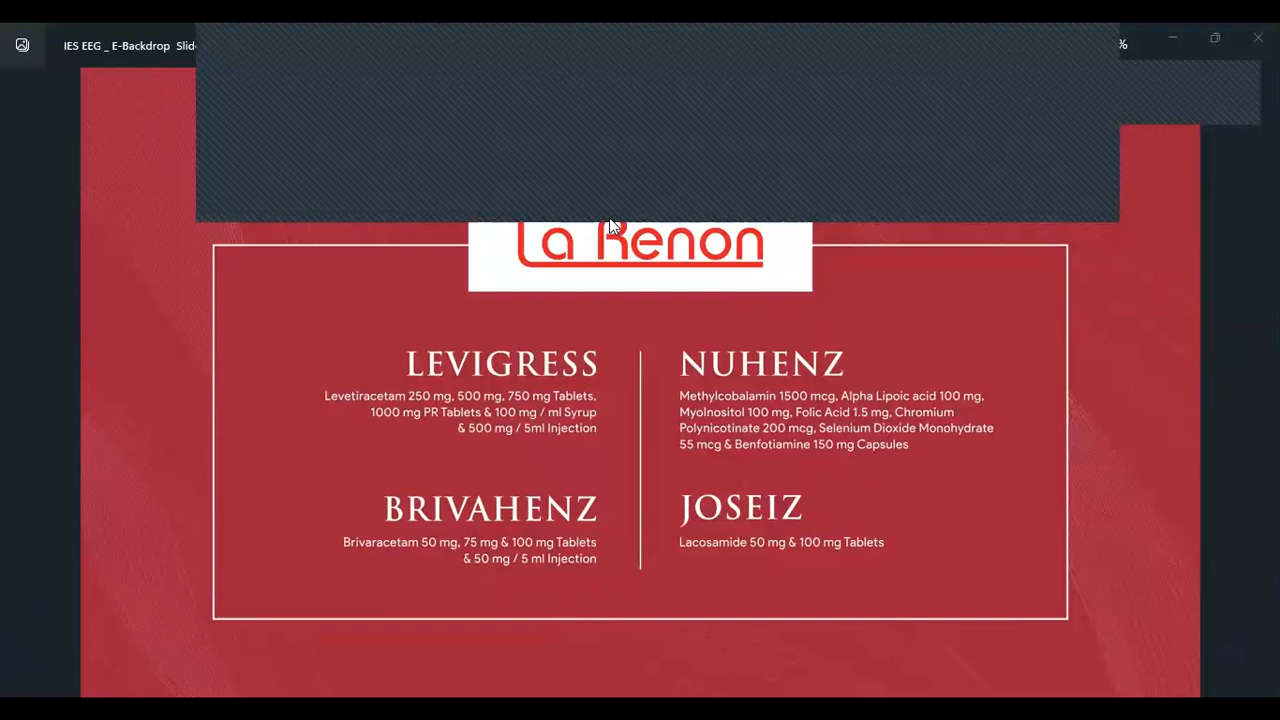 IES EEG _ E-Backdrop Slid
%
La Renon
LEVIGRESS
Levetiracetam 250 mg, 500 mg, 750 mg Tablets,
1000 mg PR Tablets & 100 mg / ml Syrup
& 500 mg / 5ml Injection
BRIVAHENZ
Brivaracetam 50 mg, 75 mg & 100 mg Tablets
& 50 mg / 5 ml Injection
NUHENZ
Methylcobalamin 1500 mcg, Alpha Lipoic acid 100 mg,
MyoInositol 100 mg, Folic Acid 1.5 mg, Chromium
Polynicotinate 200 mcg, Selenium Dioxide Monohydrate
55 mcg & Benfotiamine 150 mg Capsules
JOSEIZ
Lacosamide 50 mg & 100 mg Tablets